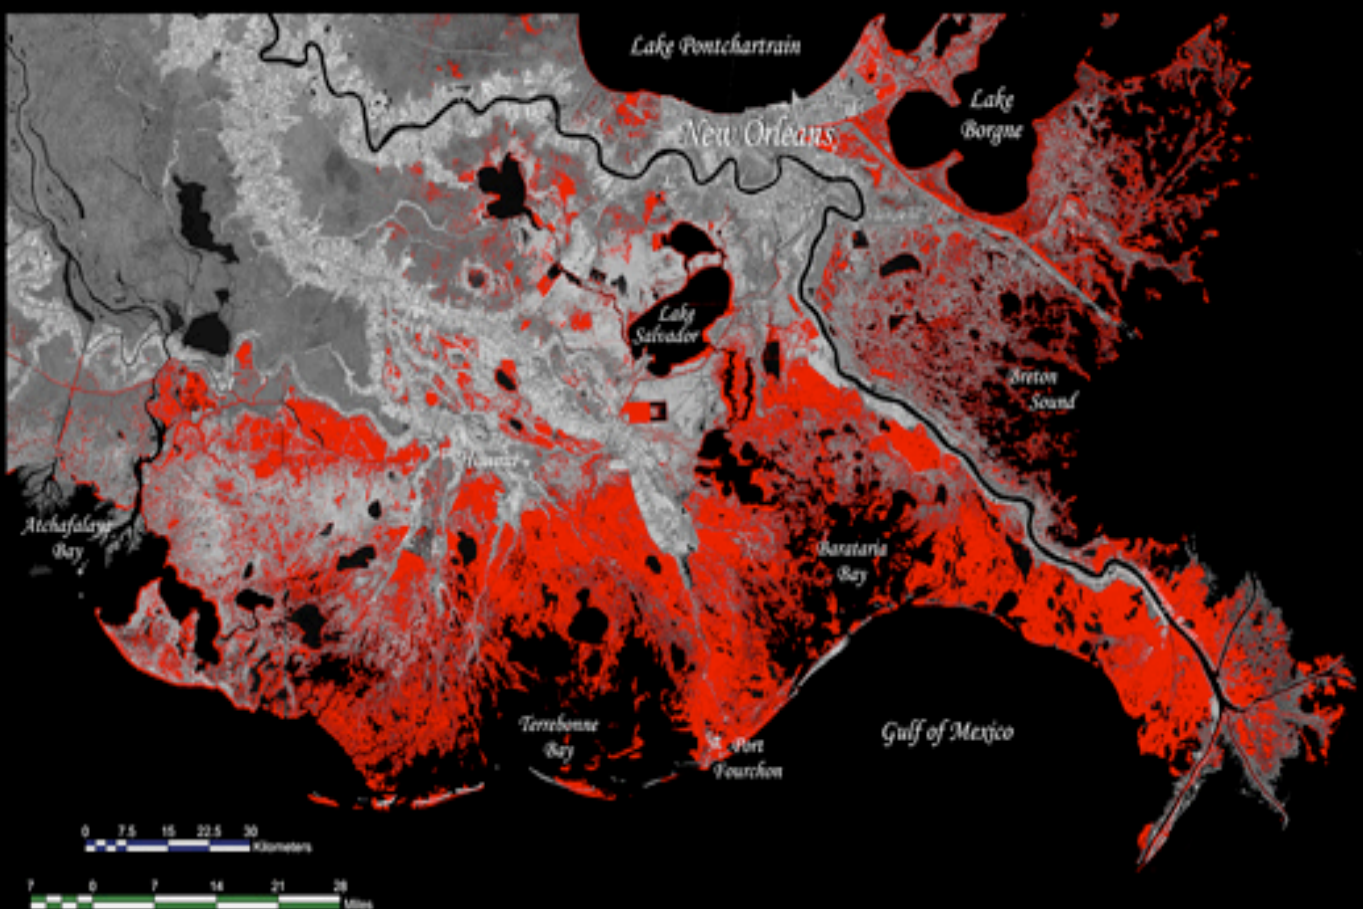 Lake Pontchartrain
Lake
Borgne
New Orleans
Lake
Salvador
Breton
Sound
Houma
Atchafalaya
Bay
Barataria
Bay
Terrebonne
Bay
Port
Fourchon
Gulf of Mexico
0 7.5 15 22.5 30
Kilometers
7 0 7 14 21 28
Miles